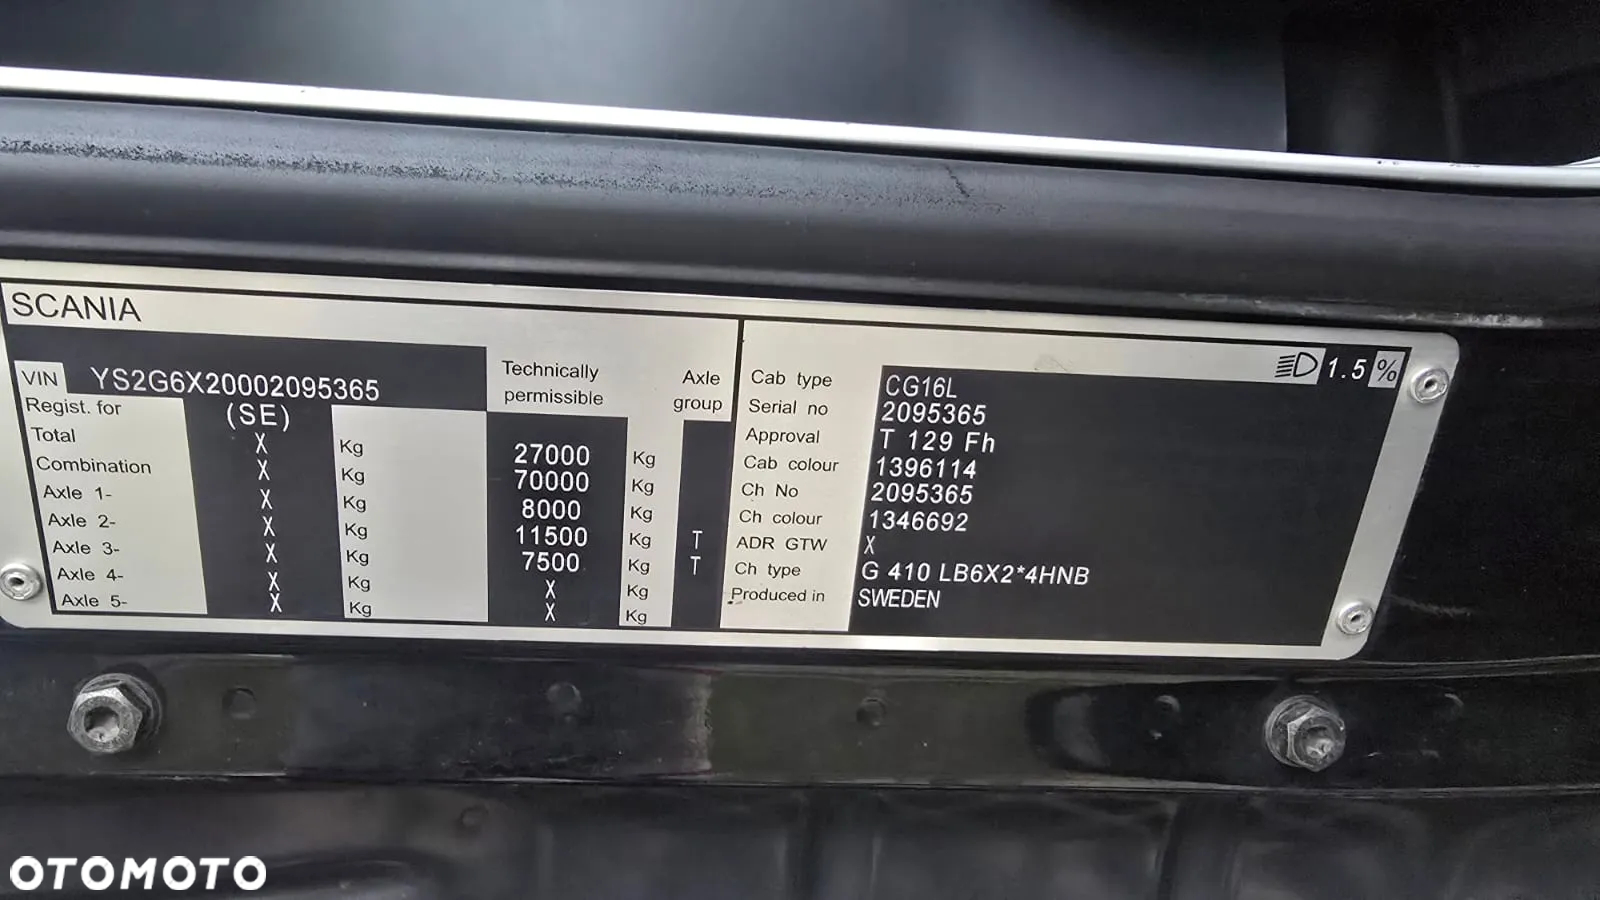 SCANIA
VIN YS2G6X20002095365
Regist. for (SE)
Technically permissible
Axle group
Total X Kg 27000 Kg
Combination X Kg 70000 Kg
Axle 1- X Kg 8000 Kg
Axle 2- X Kg 11500 Kg T
Axle 3- X Kg 7500 Kg T
Axle 4- X Kg X Kg
Axle 5- X Kg X Kg
1.5 %
Cab type CG16L
Serial no 2095365
Approval T 129 Fh
Cab colour 1396114
Ch No 2095365
Ch colour 1346692
ADR GTW X
Ch type G 410 LB6X2*4HNB
Produced in SWEDEN
OTOMOTO